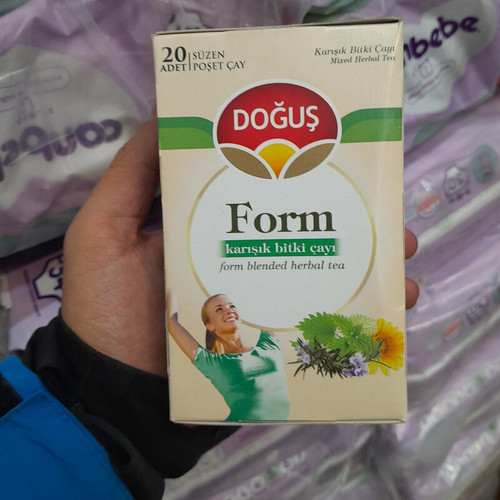 20 SÜZEN
ADET POŞET ÇAY
Karışık Bitki Çayı
Mixed Herbal Tea
DOĞUŞ
Form
karışık bitki çayı
form blended herbal tea
canbebe